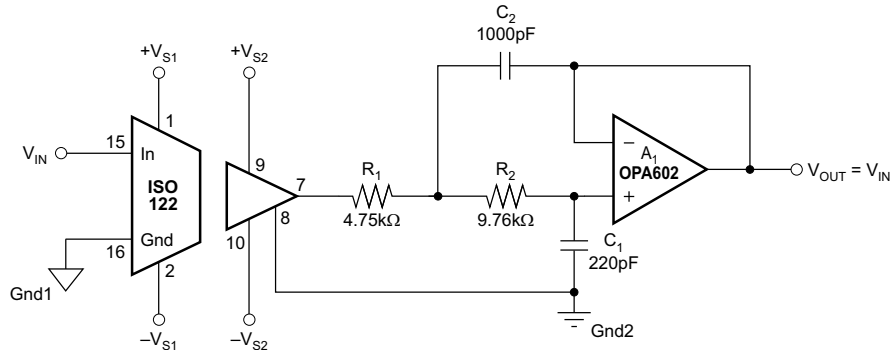 C2
1000pF
+VS1
+VS2
1
15
VIN
In
ISO
122
9
7
8
10
R1
4.75kΩ
R2
9.76kΩ
–
A1
OPA602
+
VOUT = VIN
16
Gnd
2
C1
220pF
Gnd1
Gnd2
–VS1
–VS2